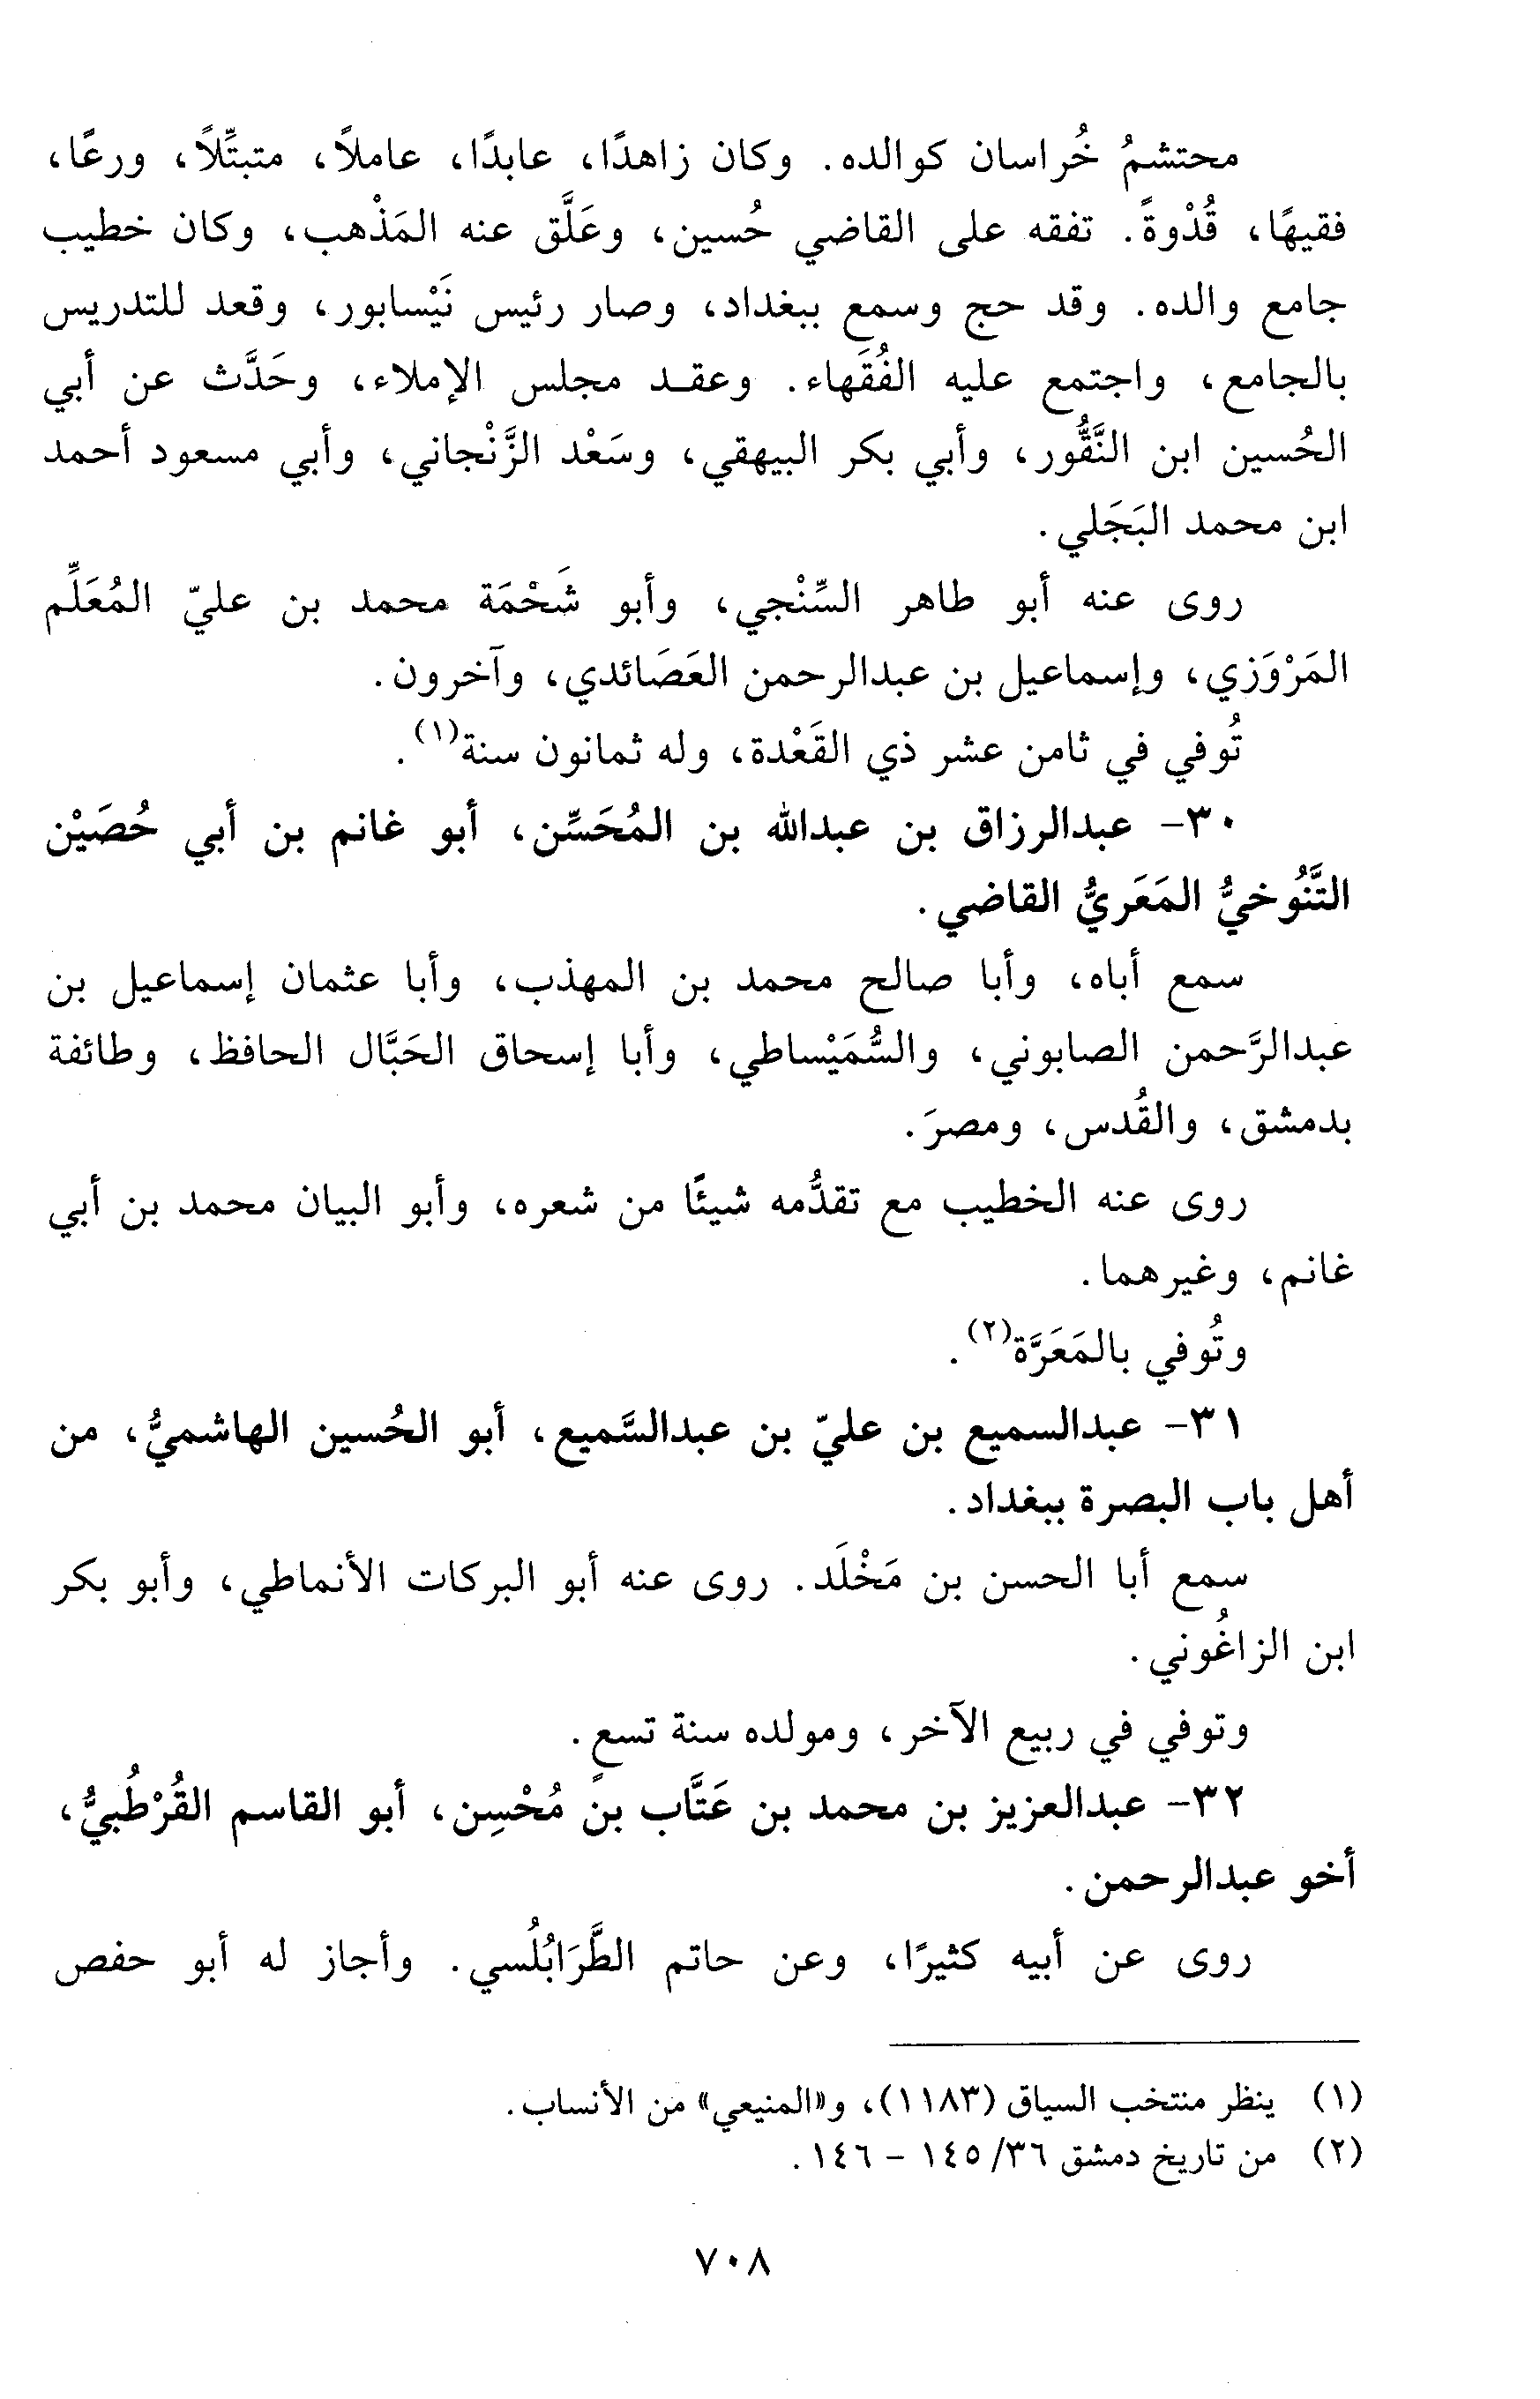 محتشمُ خُراسان كوالده. وكان زاهدًا، عابدًا، عاملاً، متبتِّلاً، ورعًا،
فقيهًا، قُدْوةً. تفقه على القاضي حُسين، وعَلَّق عنه المَذْهب، وكان خطيب
جامع والده. وقد حج وسمع ببغداد، وصار رئيس نَيْسابور، وقعد للتدريس
بالجامع، واجتمع عليه الفُقَهاء. وعقد مجلس الإملاء، وحَدَّث عن أبي
الحُسين ابن النَّقُّور، وأبي بكر البيهقي، وسَعْد الزَّنْجاني، وأبي مسعود أحمد
ابن محمد البَجَلي.
روى عنه أبو طاهر السِّنْجي، وأبو شَحْمَة محمد بن عليّ المُعَلِّم
المَرْوَزي، وإسماعيل بن عبدالرحمن العَصَائدي، وآخرون.
تُوفي في ثامن عشر ذي القَعْدة، وله ثمانون سنة(١).
٣٠- عبدالرزاق بن عبدالله بن المُحَسِّن، أبو غانم بن أبي حُصَيْن
التَّنُوخيُّ المَعَريُّ القاضي.
سمع أباه، وأبا صالح محمد بن المهذب، وأبا عثمان إسماعيل بن
عبدالرَّحمن الصابوني، والسُّمَيْساطي، وأبا إسحاق الحَبَّال الحافظ، وطائفة
بدمشق، والقُدس، ومصرَ.
روى عنه الخطيب مع تقدُّمه شيئًا من شعره، وأبو البيان محمد بن أبي
غانم، وغيرهما.
وتُوفي بالمَعَرَّة(٢).
٣١- عبدالسميع بن عليّ بن عبدالسَّميع، أبو الحُسين الهاشميُّ، من
أهل باب البصرة ببغداد.
سمع أبا الحسن بن مَخْلَد. روى عنه أبو البركات الأنماطي، وأبو بكر
ابن الزاغُوني.
وتوفي في ربيع الآخر، ومولده سنة تسعٍ.
٣٢- عبدالعزيز بن محمد بن عَتَّاب بن مُحْسِن، أبو القاسم القُرْطُبيُّ،
أخو عبدالرحمن.
روى عن أبيه كثيرًا، وعن حاتم الطَّرَابُلُسي. وأجاز له أبو حفص
(١) ينظر منتخب السياق (١١٨٣)، و«المنيعي» من الأنساب.
(٢) من تاريخ دمشق ٣٦/ ١٤٥ – ١٤٦.
٧٠٨